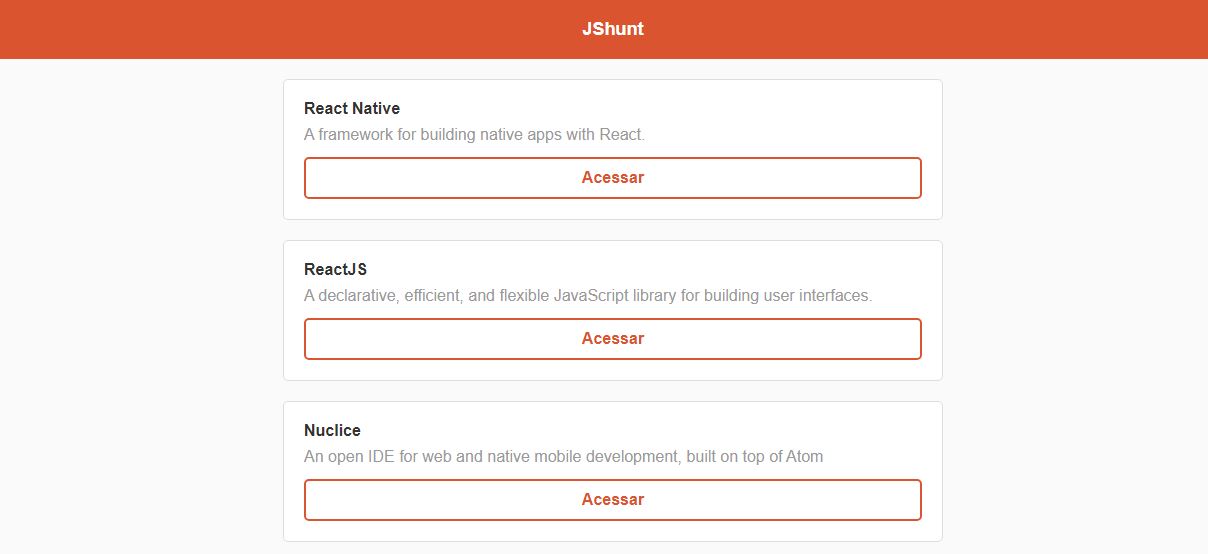 JShunt
React Native
A framework for building native apps with React.
Acessar
ReactJS
A declarative, efficient, and flexible JavaScript library for building user interfaces.
Acessar
Nuclice
An open IDE for web and native mobile development, built on top of Atom
Acessar